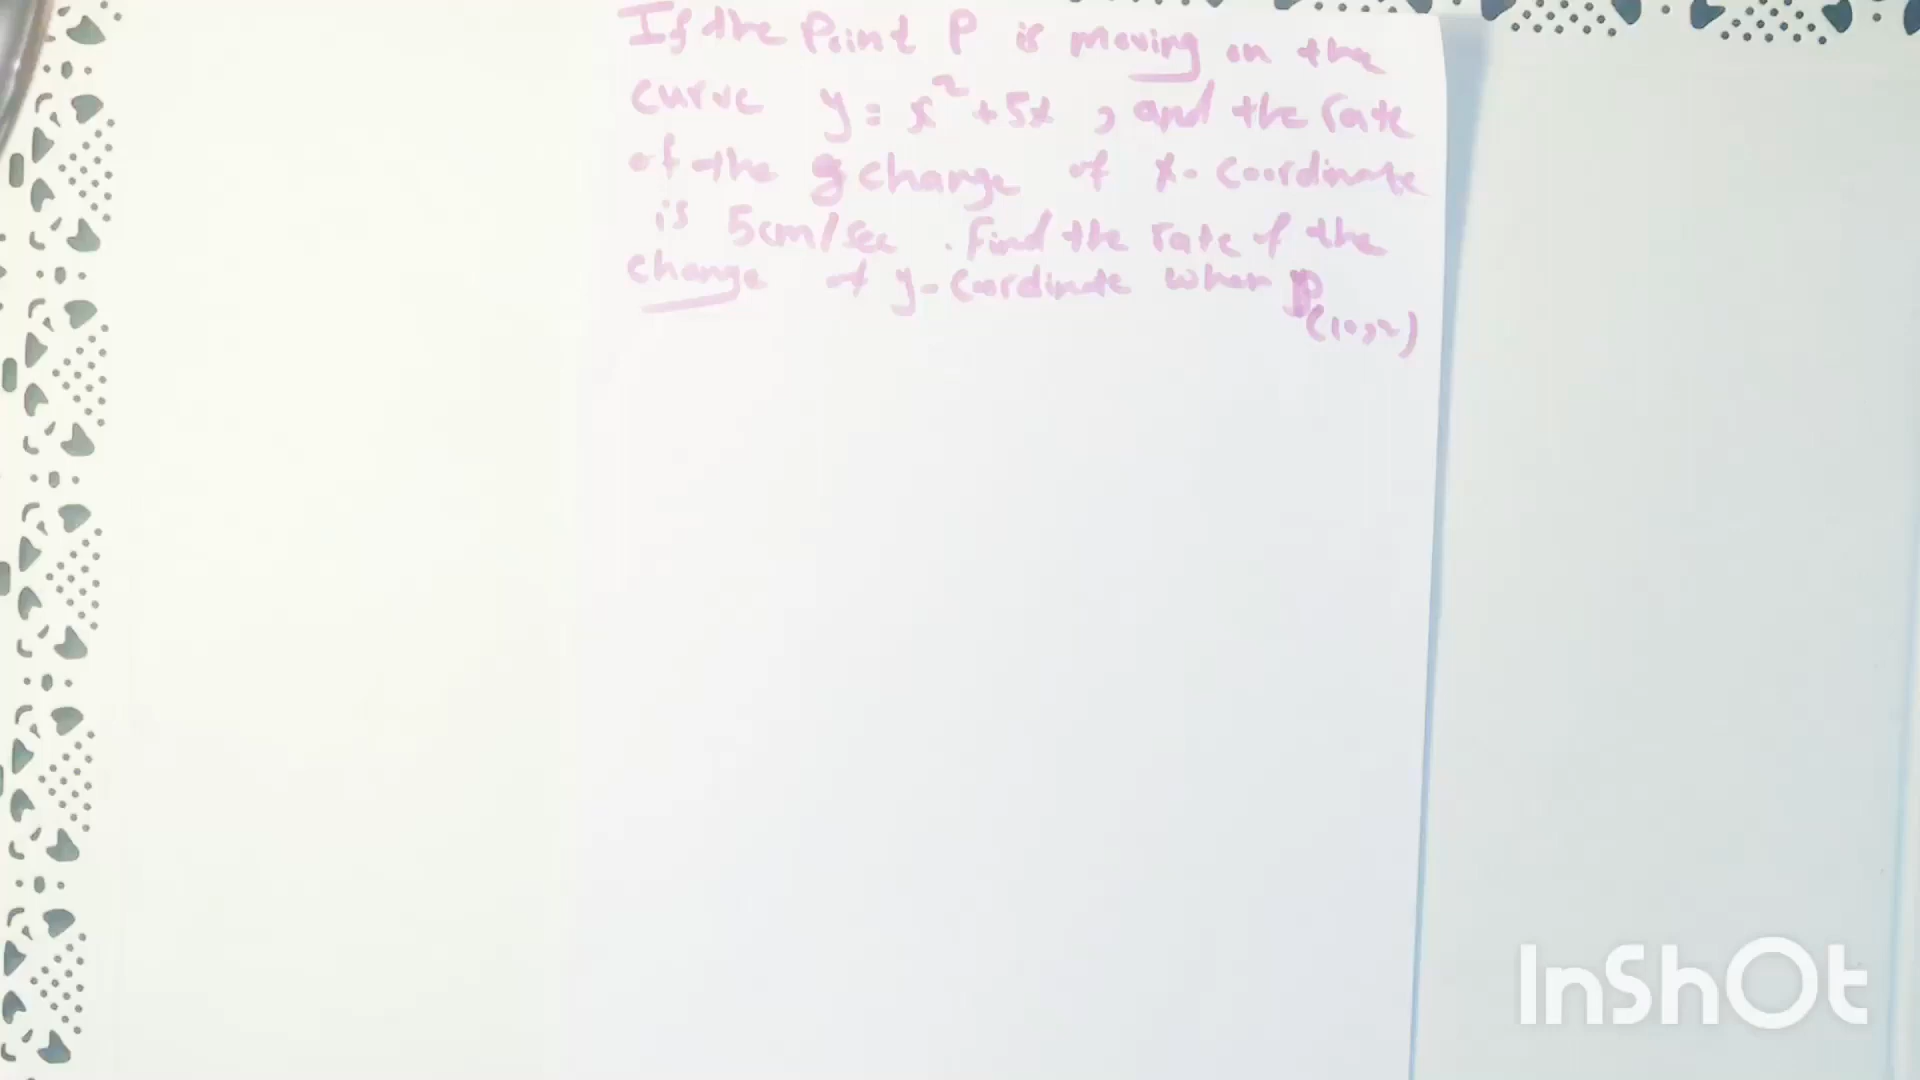 If the Point P is moving on the
curve y = x² + 5x , and the rate
of the change of x-coordinate
is 5cm/sec . Find the rate of the
change of y-coordinate when P
(10,2)
InShOt